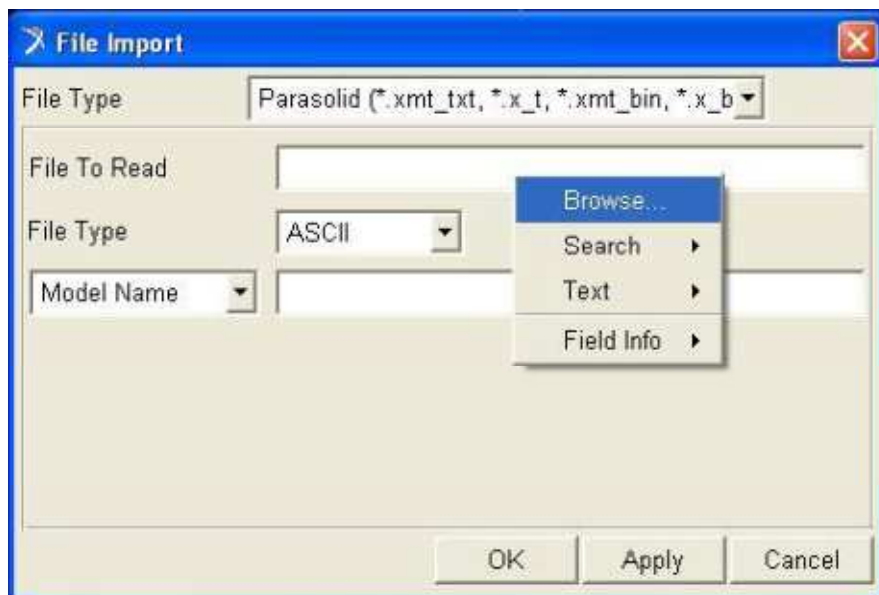 File Import
File Type Parasolid (*.xmt_txt, *.x_t, *.xmt_bin, *.x_b
File To Read
Browse...
File Type ASCII
Search
Text
Model Name
Field Info
OK Apply Cancel